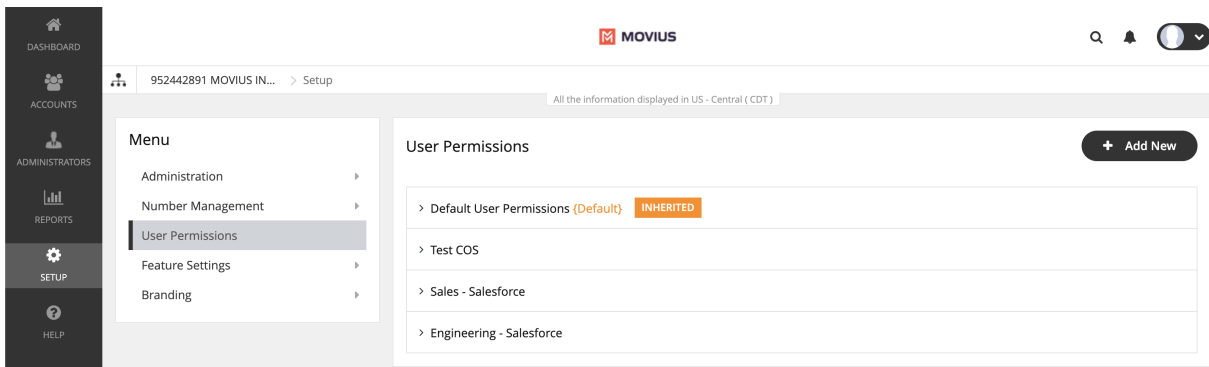 DASHBOARD
MOVIUS
952442891 MOVIUS IN... > Setup
All the information displayed in US - Central ( CDT )
ACCOUNTS
ADMINISTRATORS
REPORTS
SETUP
HELP
Menu
Administration
Number Management
User Permissions
Feature Settings
Branding
User Permissions
+ Add New
> Default User Permissions {Default} INHERITED
> Test COS
> Sales - Salesforce
> Engineering - Salesforce